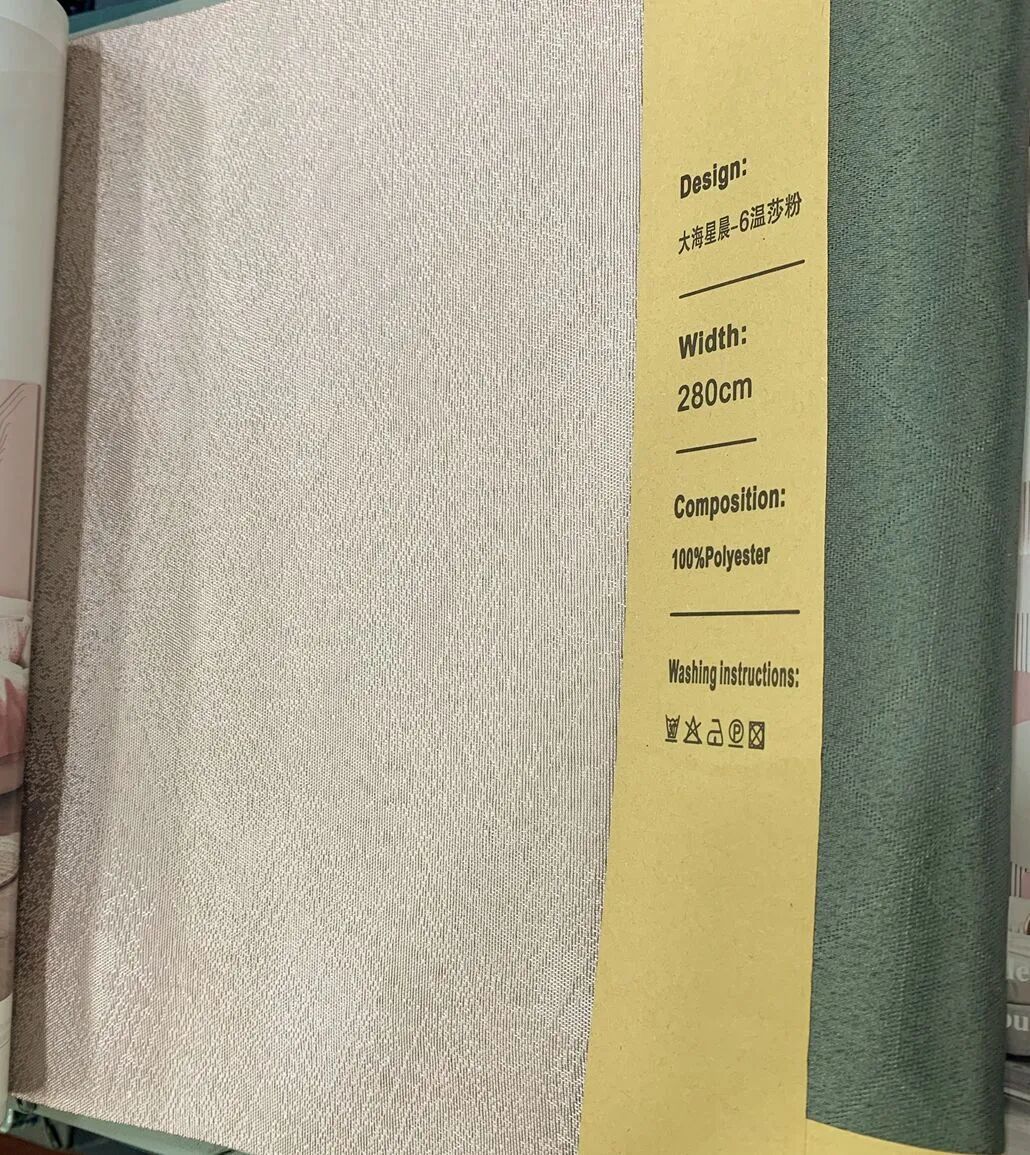 Design:
大海星晨-6温莎粉
Width:
280cm
Composition:
100%Polyester
Washing instructions:
P